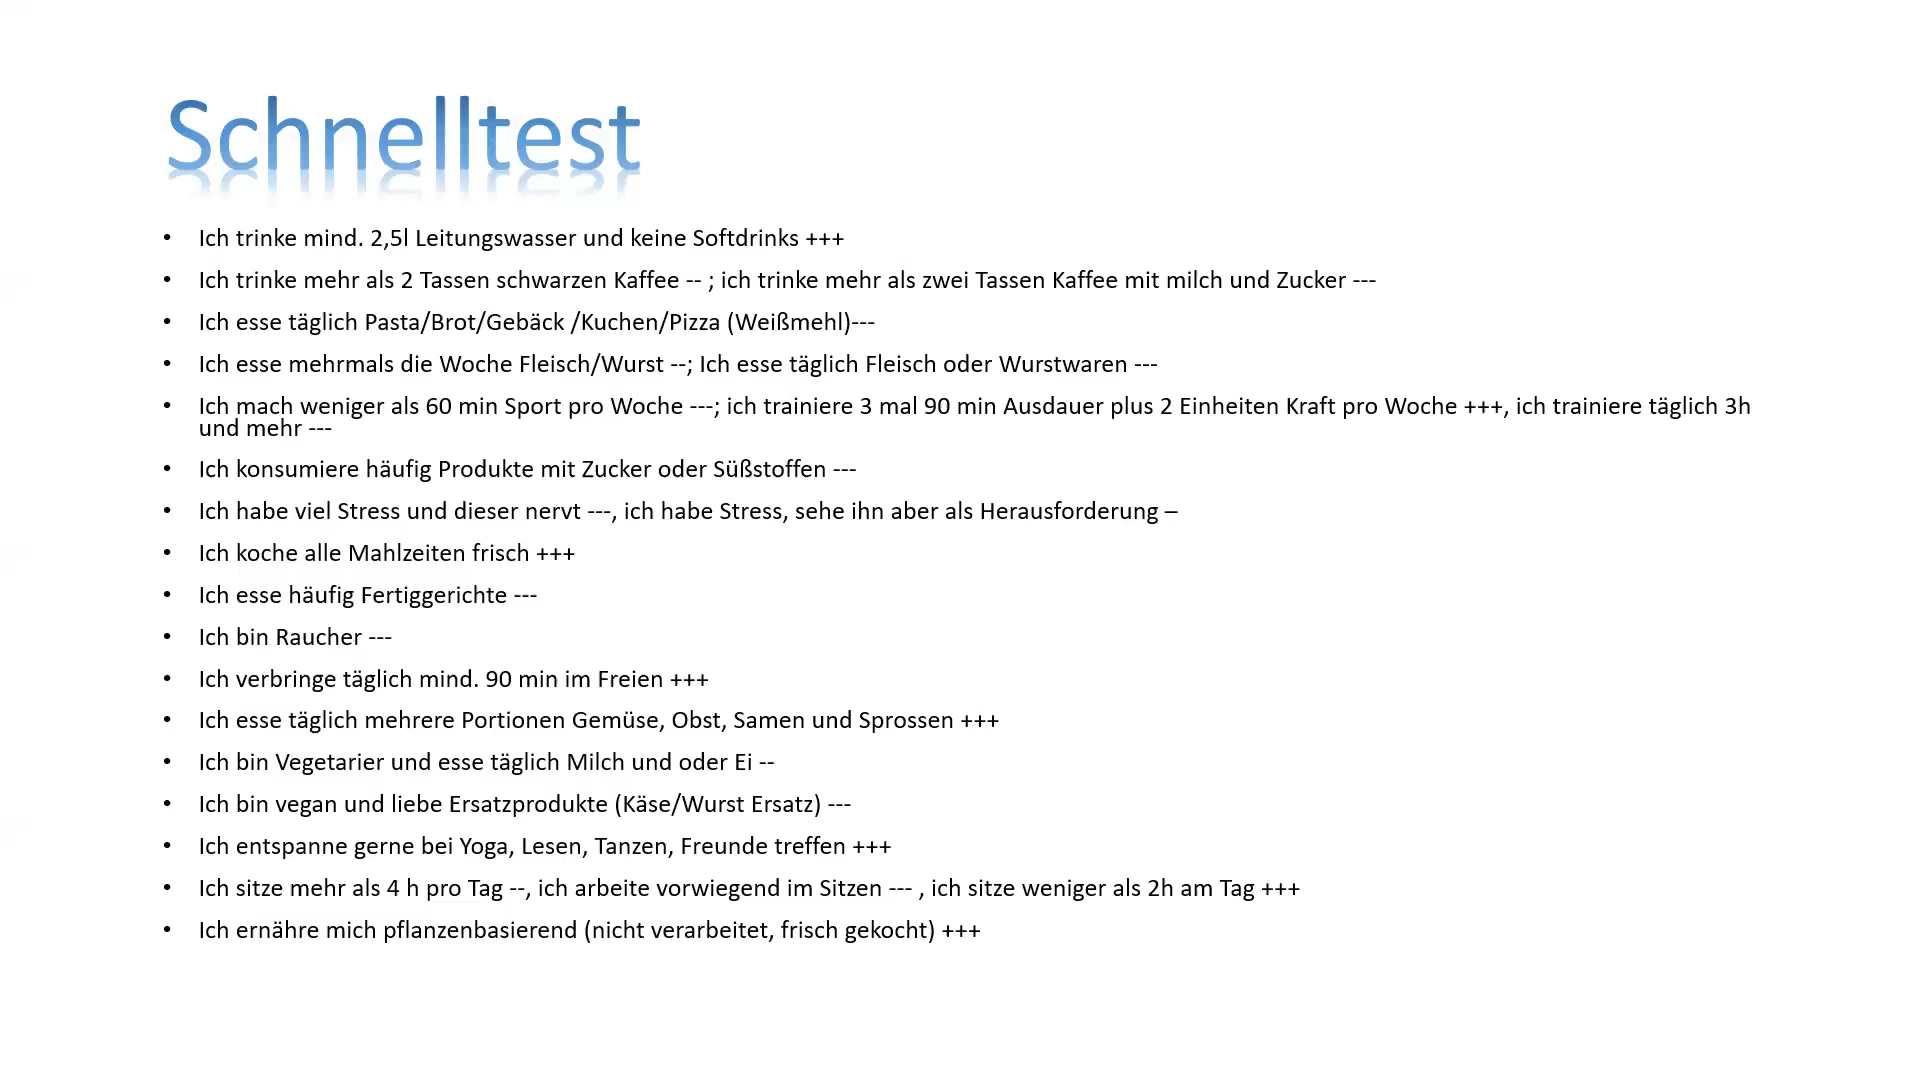 Schnelltest
• Ich trinke mind. 2,5l Leitungswasser und keine Softdrinks +++
• Ich trinke mehr als 2 Tassen schwarzen Kaffee -- ; ich trinke mehr als zwei Tassen Kaffee mit milch und Zucker ---
• Ich esse täglich Pasta/Brot/Gebäck /Kuchen/Pizza (Weißmehl)---
• Ich esse mehrmals die Woche Fleisch/Wurst --; Ich esse täglich Fleisch oder Wurstwaren ---
• Ich mach weniger als 60 min Sport pro Woche ---; ich trainiere 3 mal 90 min Ausdauer plus 2 Einheiten Kraft pro Woche +++, ich trainiere täglich 3h
und mehr ---
• Ich konsumiere häufig Produkte mit Zucker oder Süßstoffen ---
• Ich habe viel Stress und dieser nervt ---, ich habe Stress, sehe ihn aber als Herausforderung –
• Ich koche alle Mahlzeiten frisch +++
• Ich esse häufig Fertiggerichte ---
• Ich bin Raucher ---
• Ich verbringe täglich mind. 90 min im Freien +++
• Ich esse täglich mehrere Portionen Gemüse, Obst, Samen und Sprossen +++
• Ich bin Vegetarier und esse täglich Milch und oder Ei --
• Ich bin vegan und liebe Ersatzprodukte (Käse/Wurst Ersatz) ---
• Ich entspanne gerne bei Yoga, Lesen, Tanzen, Freunde treffen +++
• Ich sitze mehr als 4 h pro Tag --, ich arbeite vorwiegend im Sitzen --- , ich sitze weniger als 2h am Tag +++
• Ich ernähre mich pflanzenbasierend (nicht verarbeitet, frisch gekocht) +++